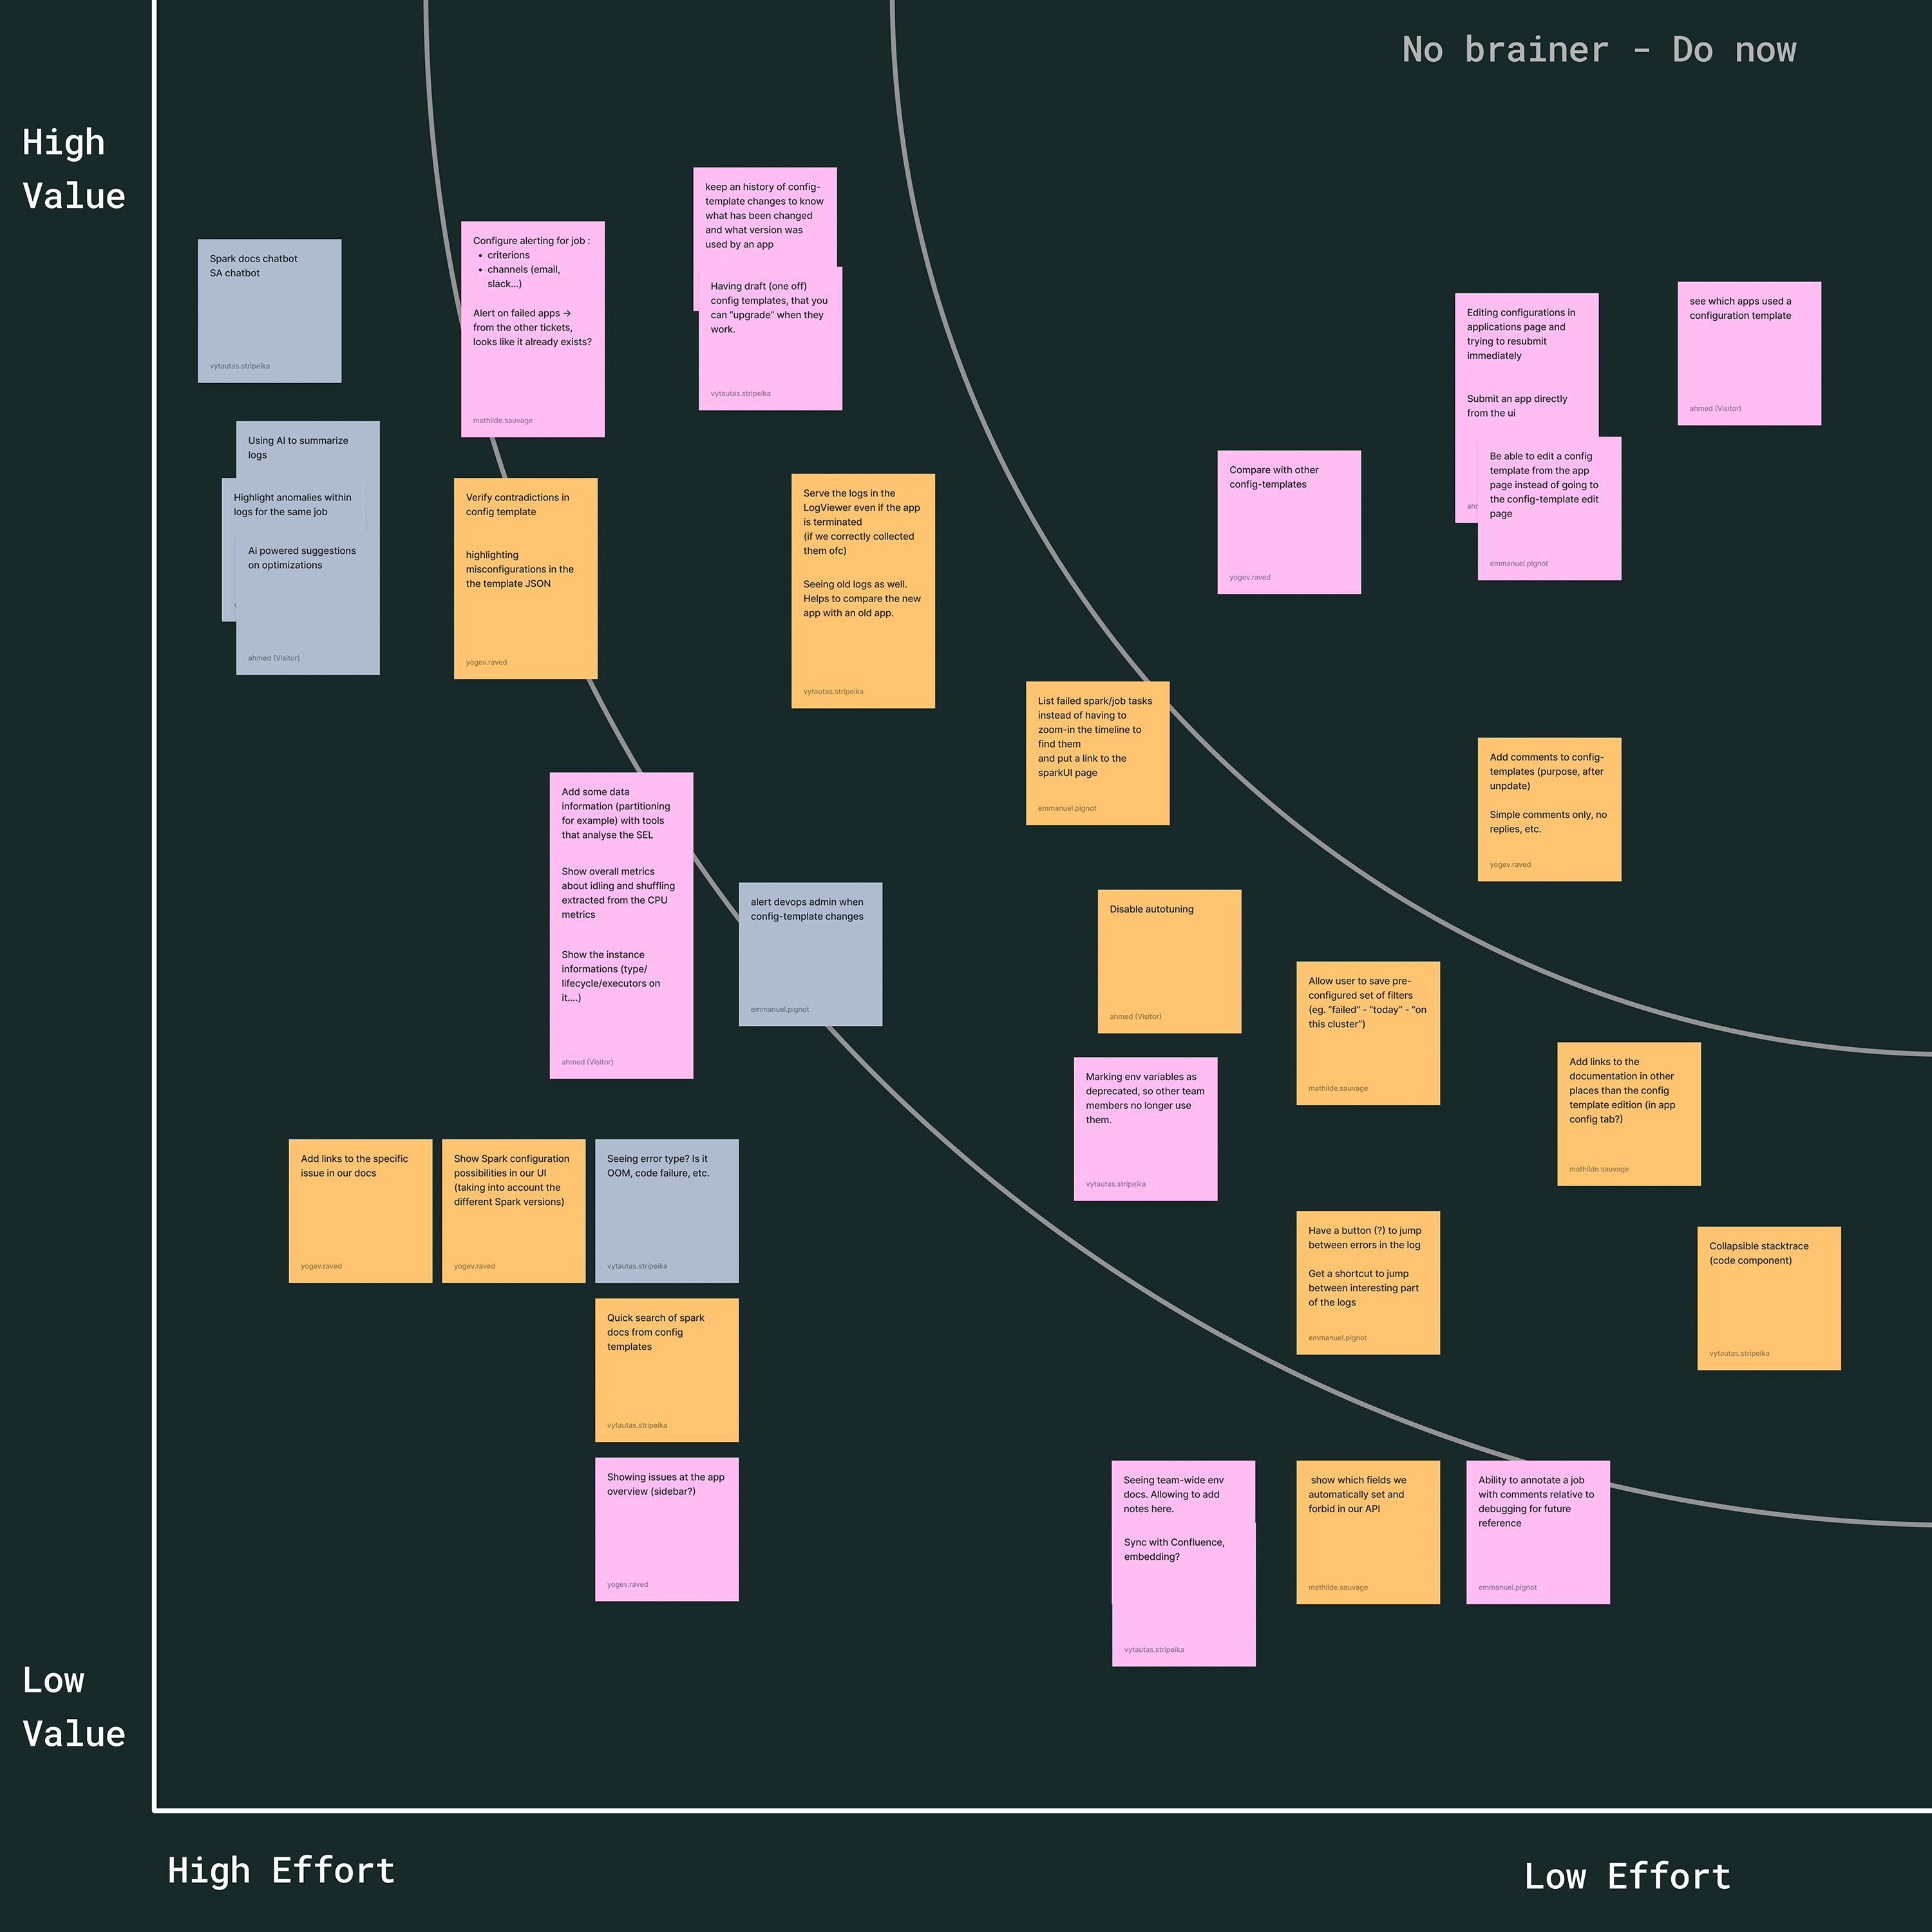 No brainer - Do now
High
Value
keep an history of config-
template changes to know
what has been changed
and what version was
used by an app
Having draft (one off)
config templates, that you
can “upgrade” when they
work.
vytautas.stripeika
Configure alerting for job :
• criterions
• channels (email,
slack...)
Alert on failed apps →
from the other tickets,
looks like it already exists?
mathilde.sauvage
Spark docs chatbot
SA chatbot
vytautas.stripeika
Editing configurations in
applications page and
trying to resubmit
immediately
Submit an app directly
from the ui
ahr
see which apps used a
configuration template
ahmed (Visitor)
Be able to edit a config
template from the app
page instead of going to
the config-template edit
page
emmanuel.pignot
Compare with other
config-templates
yogev.raved
Using AI to summarize
logs
Highlight anomalies within
logs for the same job
Ai powered suggestions
on optimizations
ahmed (Visitor)
Verify contradictions in
config template
highlighting
misconfigurations in the
the template JSON
yogev.raved
Serve the logs in the
LogViewer even if the app
is terminated
(if we correctly collected
them ofc)
Seeing old logs as well.
Helps to compare the new
app with an old app.
vytautas.stripeika
List failed spark/job tasks
instead of having to
zoom-in the timeline to
find them
and put a link to the
sparkUI page
emmanuel.pignot
Add comments to config-
templates (purpose, after
unpdate)
Simple comments only, no
replies, etc.
yogev.raved
Add some data
information (partitioning
for example) with tools
that analyse the SEL
Show overall metrics
about idling and shuffling
extracted from the CPU
metrics
Show the instance
informations (type/
lifecycle/executors on
it....)
ahmed (Visitor)
alert devops admin when
config-template changes
emmanuel.pignot
Disable autotuning
ahmed (Visitor)
Allow user to save pre-
configured set of filters
(eg. “failed” - “today” - “on
this cluster”)
mathilde.sauvage
Marking env variables as
deprecated, so other team
members no longer use
them.
vytautas.stripeika
Add links to the
documentation in other
places than the config
template edition (in app
config tab?)
mathilde.sauvage
Add links to the specific
issue in our docs
yogev.raved
Show Spark configuration
possibilities in our UI
(taking into account the
different Spark versions)
yogev.raved
Seeing error type? Is it
OOM, code failure, etc.
vytautas.stripeika
Have a button (?) to jump
between errors in the log
Get a shortcut to jump
between interesting part
of the logs
emmanuel.pignot
Collapsible stacktrace
(code component)
vytautas.stripeika
Quick search of spark
docs from config
templates
vytautas.stripeika
Showing issues at the app
overview (sidebar?)
yogev.raved
Seeing team-wide env
docs. Allowing to add
notes here.
Sync with Confluence,
embedding?
vytautas.stripeika
show which fields we
automatically set and
forbid in our API
mathilde.sauvage
Ability to annotate a job
with comments relative to
debugging for future
reference
emmanuel.pignot
Low
Value
High Effort
Low Effort